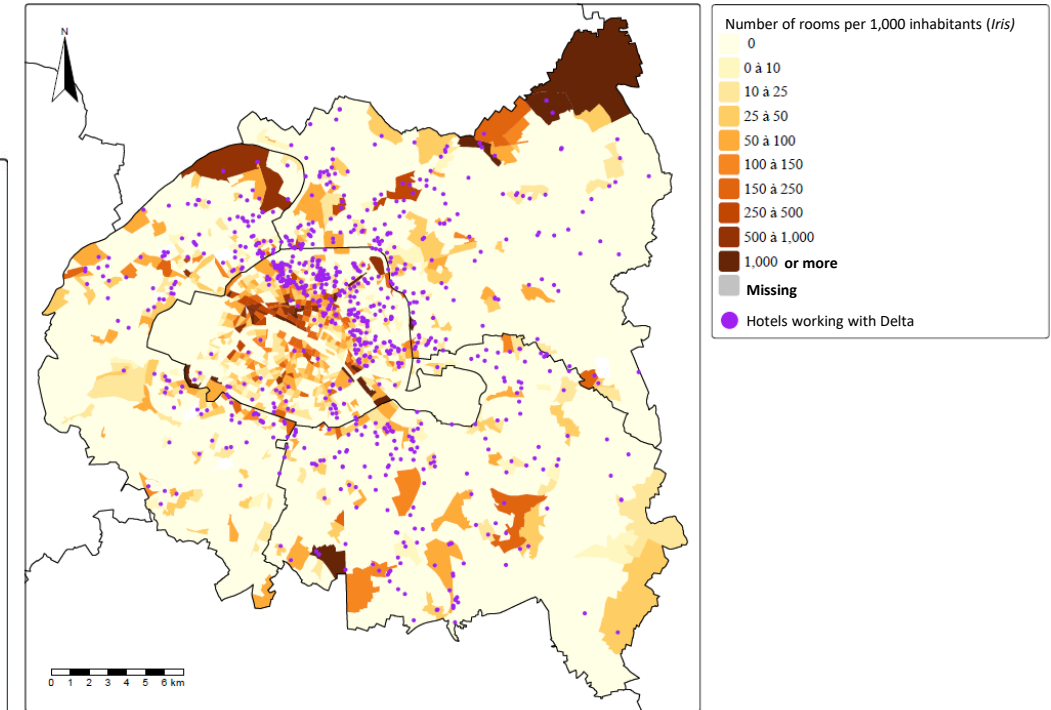 Number of rooms per 1,000 inhabitants (Iris)
0
0 à 10
10 à 25
25 à 50
50 à 100
100 à 150
150 à 250
250 à 500
500 à 1,000
1,000 or more
Missing
Hotels working with Delta
N
0 1 2 3 4 5 6 km